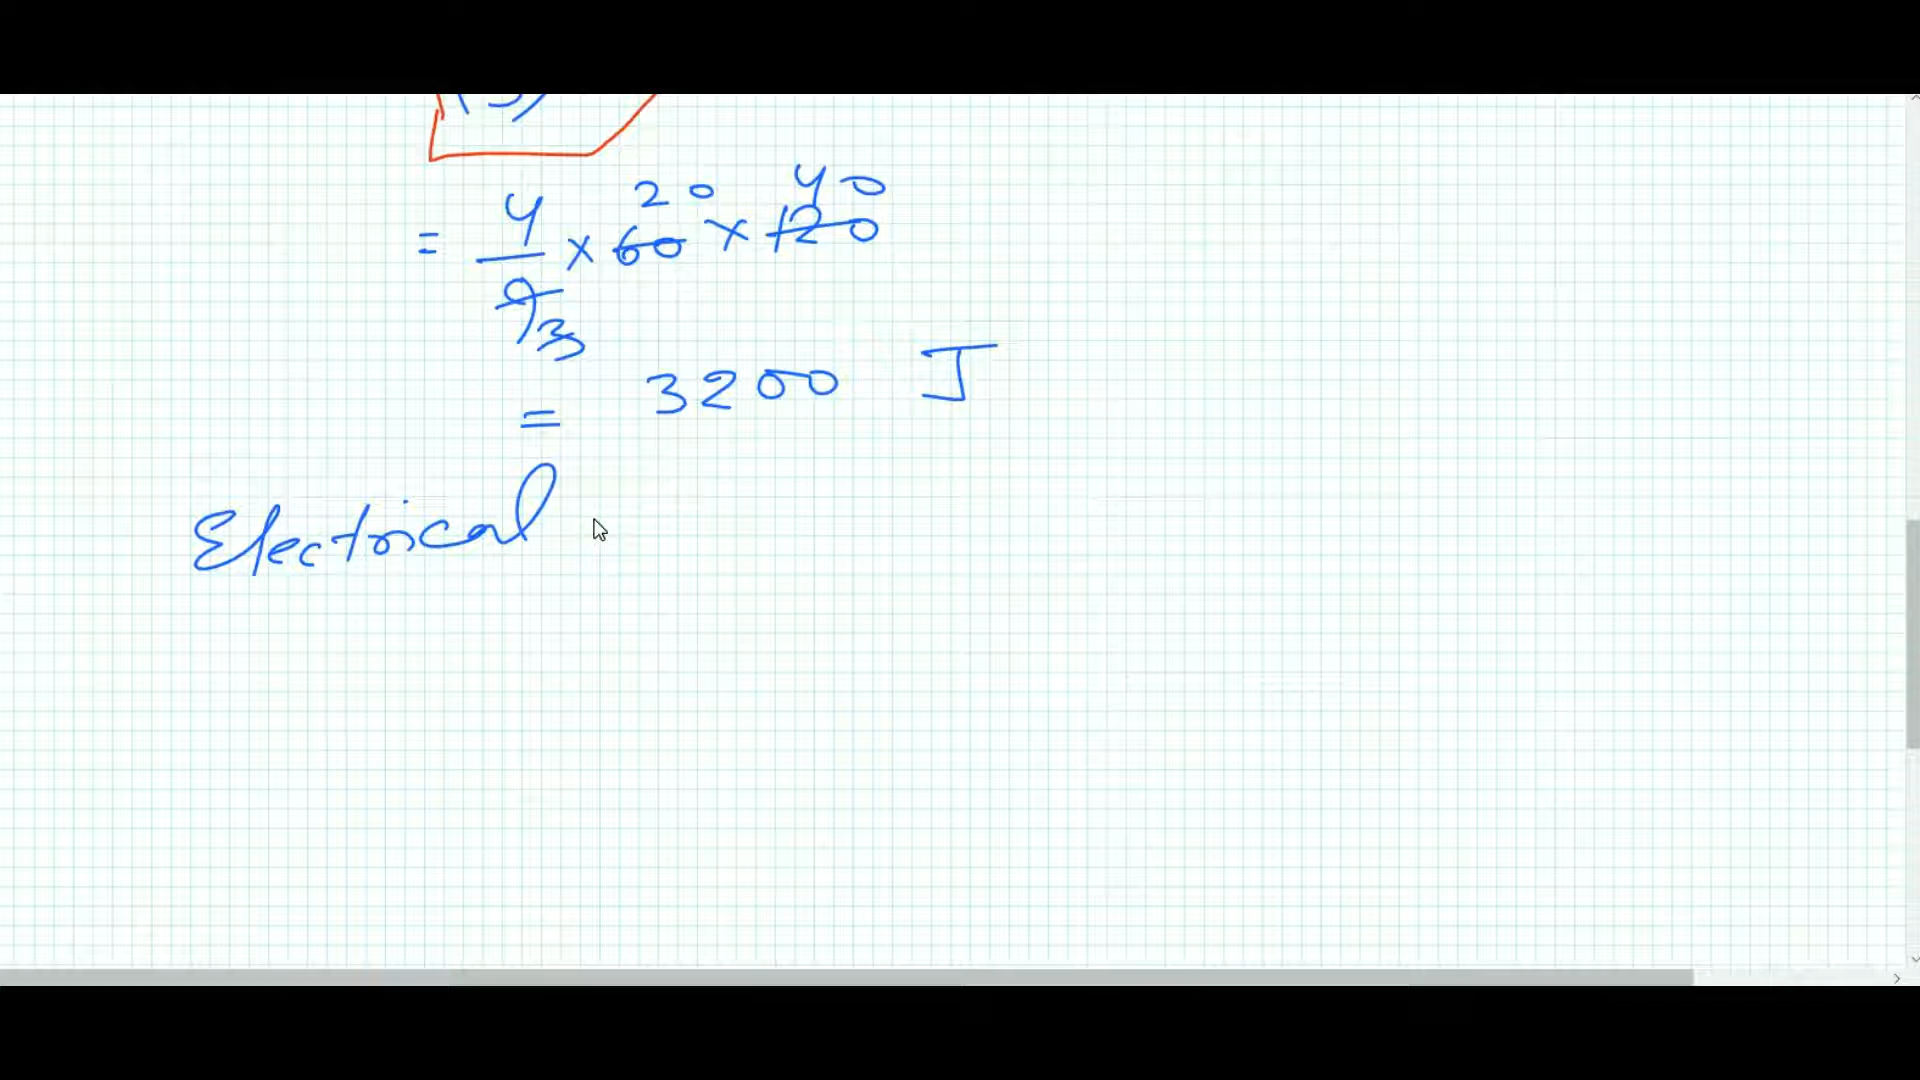 20 40
= 4/9 × 60 × 120
3
= 3200 J
Electrical